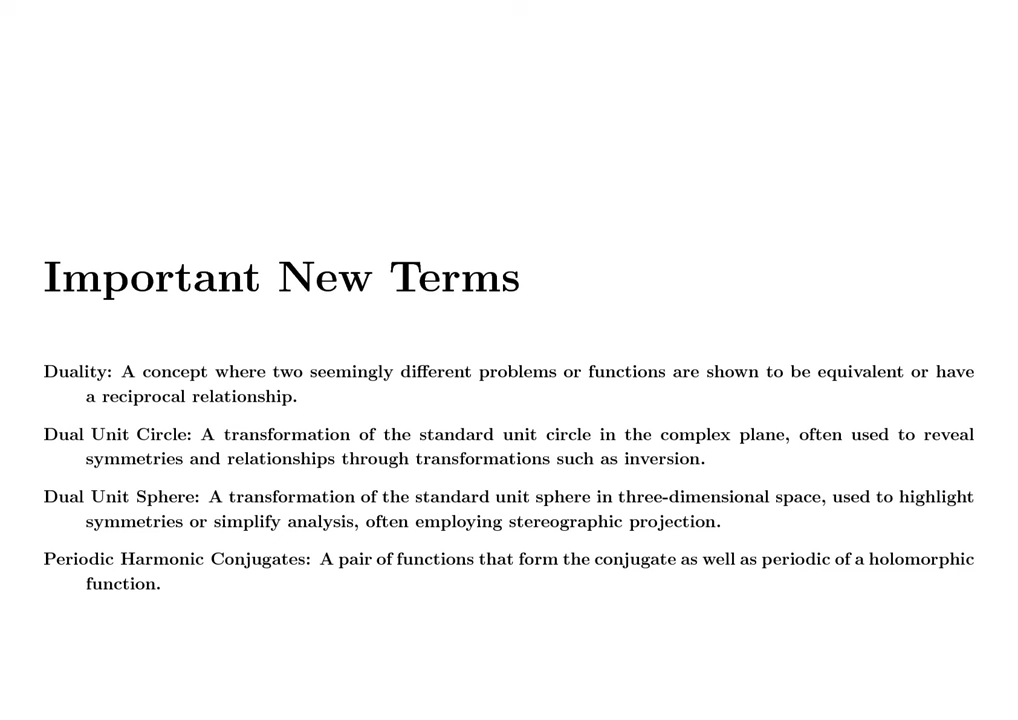 Important New Terms
Duality: A concept where two seemingly different problems or functions are shown to be equivalent or have
a reciprocal relationship.
Dual Unit Circle: A transformation of the standard unit circle in the complex plane, often used to reveal
symmetries and relationships through transformations such as inversion.
Dual Unit Sphere: A transformation of the standard unit sphere in three-dimensional space, used to highlight
symmetries or simplify analysis, often employing stereographic projection.
Periodic Harmonic Conjugates: A pair of functions that form the conjugate as well as periodic of a holomorphic
function.